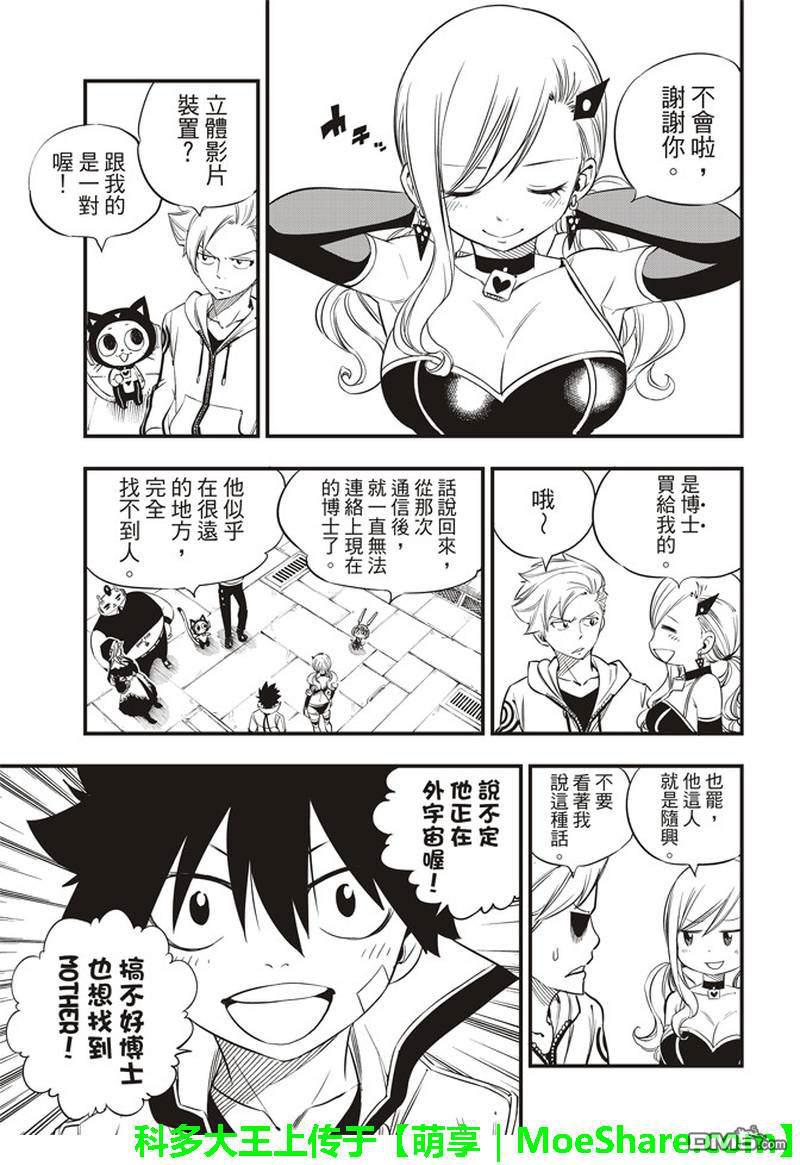 不會啦，
謝謝你。
ムギュ
立體影片
裝置？
跟我的
是一對
喔！
是博士
買給我的。
哦～
話說回來，
從那次
通信後，
就一直無法
連絡上現在
的博士了。
他似乎
在很遠
的地方，
完全
找不到人。
也罷，
他這人
就是隨興。
不要
看著我
說這種話。
說不定
他正在
外宇宙喔！
搞不好博士
也想找到
MOTHER！
科多大王上传于【萌享｜MoeShare
】
DM5.com